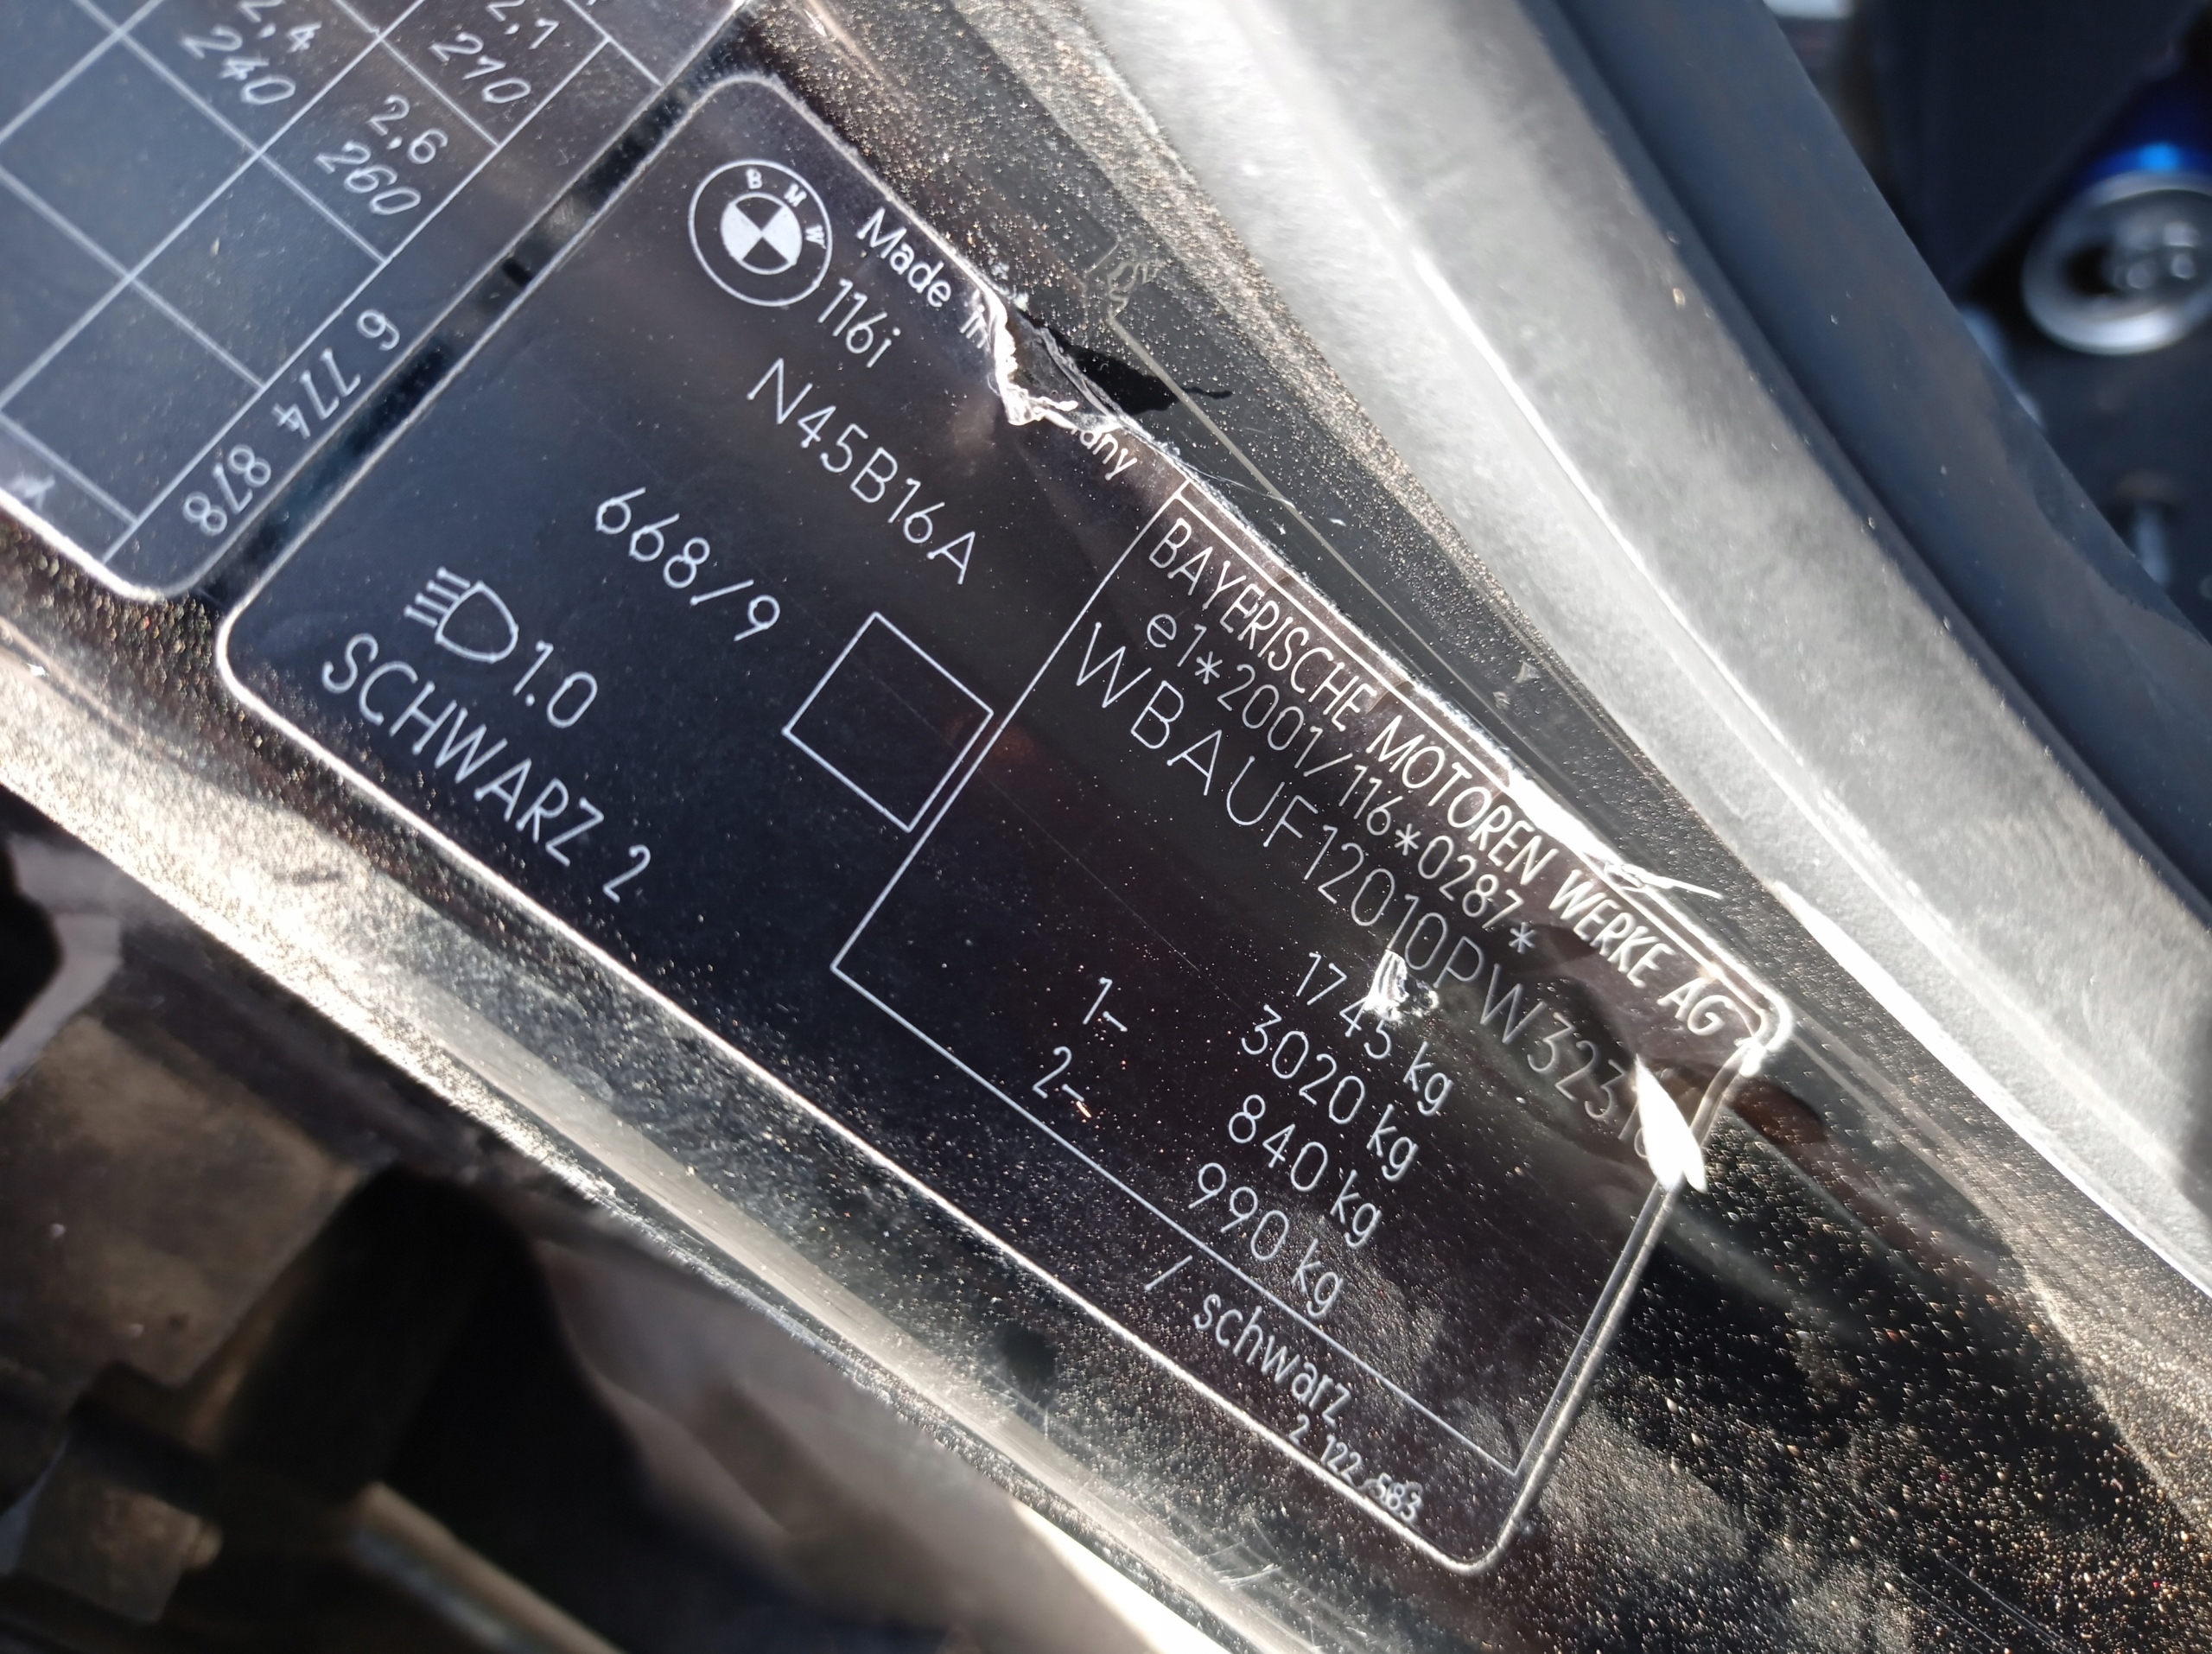 2,4
240
2,1
210
2,6
260
6 774 878
BMW
Made in
116i
N45B16A
668/9
1.0
SCHWARZ 2
BAYERISCHE MOTOREN WERKE AG
e1*2001/116*0287*
1745 kg
3020 kg
1- 840 kg
2- 990 kg
/ schwarz
2 122 583